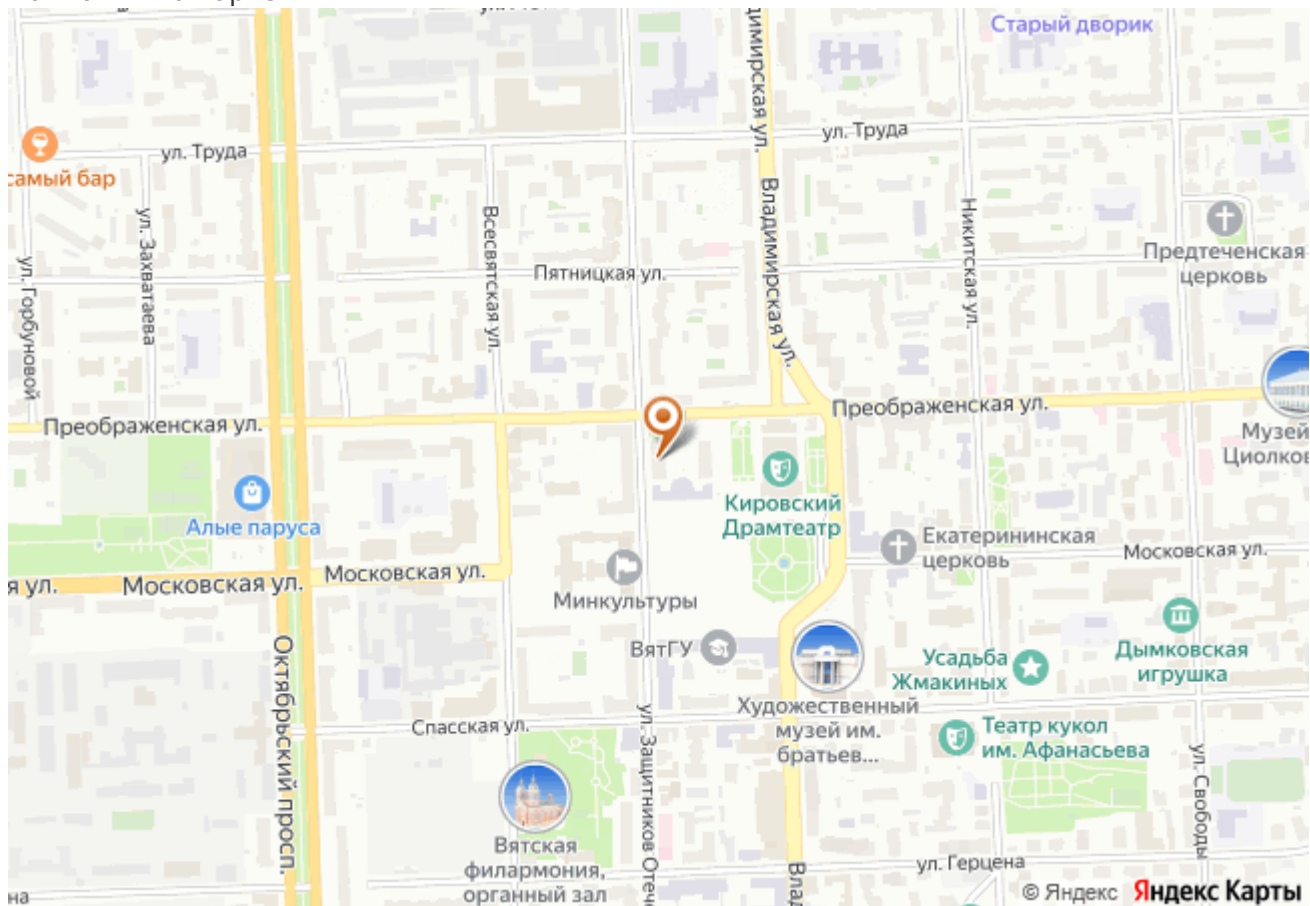 Старый дворик
Владимирская ул.
ул. Труда
ул. Труда
самый бар
ул. Захватаева
Всесвятская ул.
Владимирская ул.
Никитская ул.
Предтеченская
церковь
ул. Горбуновой
Пятницкая ул.
Преображенская ул.
Преображенская ул.
Музей
Циолков
Алые паруса
Кировский
Драмтеатр
Екатерининская
церковь
Московская ул.
я ул.
Московская ул.
Московская ул.
Минкультуры
ВятГУ
Усадьба
Жмакиных
Дымковская
игрушка
Октябрьский просп.
Спасская ул.
ул. Защитников Отеч
Художественный
музей им.
братьев...
Театр кукол
им. Афанасьева
ул. Свободы
Вятская
филармония,
органный зал
Влад
ул. Герцена
на
© Яндекс Яндекс Карты